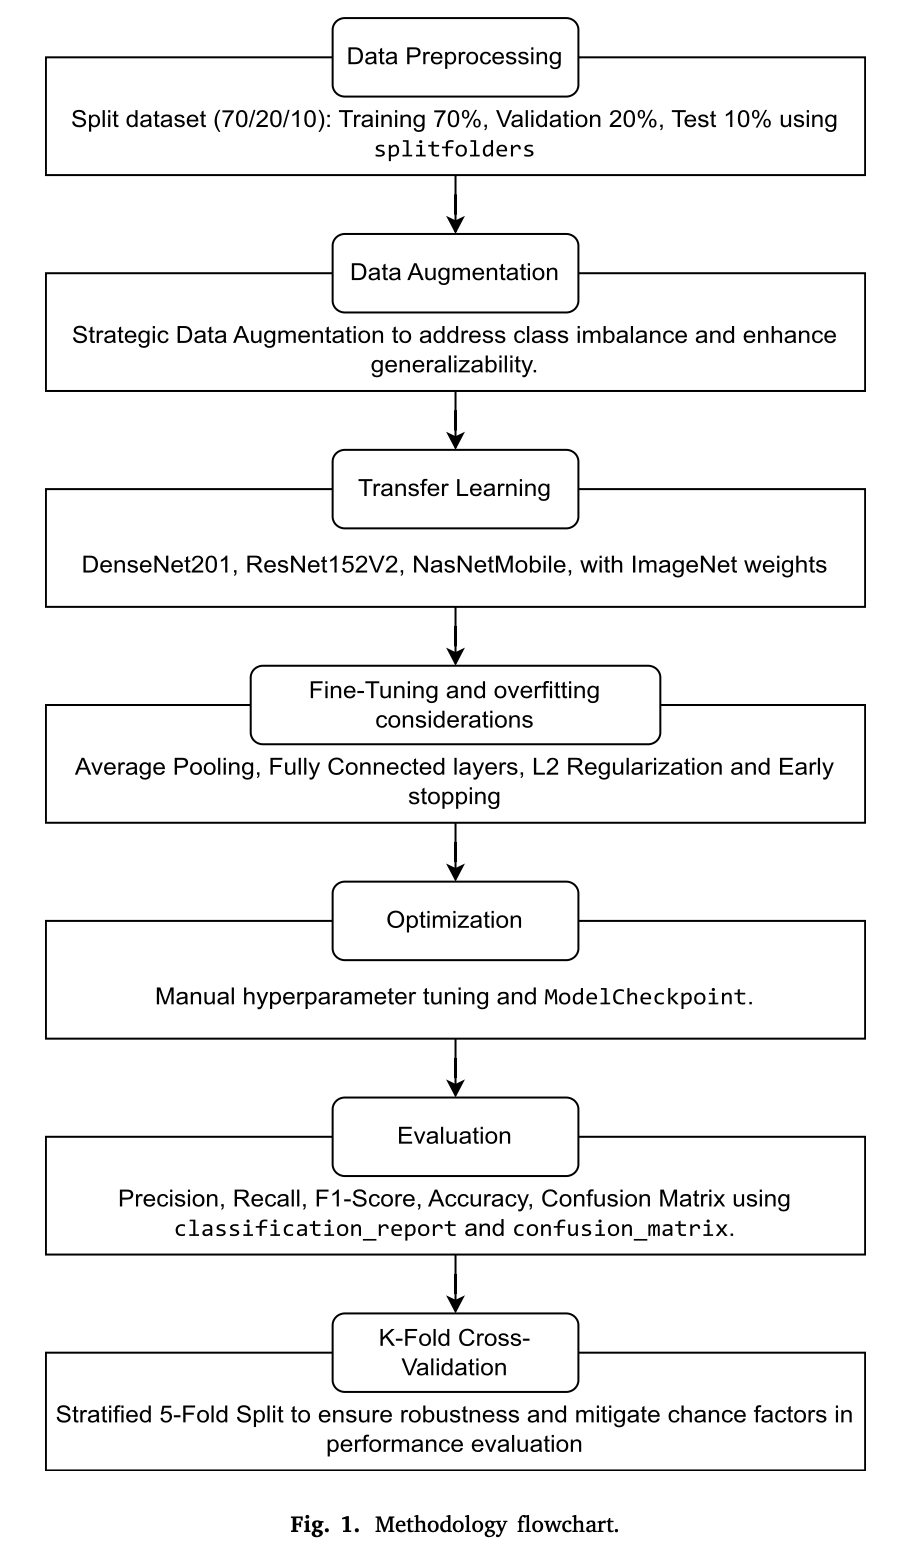 Data Preprocessing
Split dataset (70/20/10): Training 70%, Validation 20%, Test 10% using
splitfolders
Data Augmentation
Strategic Data Augmentation to address class imbalance and enhance
generalizability.
Transfer Learning
DenseNet201, ResNet152V2, NasNetMobile, with ImageNet weights
Fine-Tuning and overfitting
considerations
Average Pooling, Fully Connected layers, L2 Regularization and Early
stopping
Optimization
Manual hyperparameter tuning and ModelCheckpoint.
Evaluation
Precision, Recall, F1-Score, Accuracy, Confusion Matrix using
classification_report and confusion_matrix.
K-Fold Cross-
Validation
Stratified 5-Fold Split to ensure robustness and mitigate chance factors in
performance evaluation
Fig. 1. Methodology flowchart.